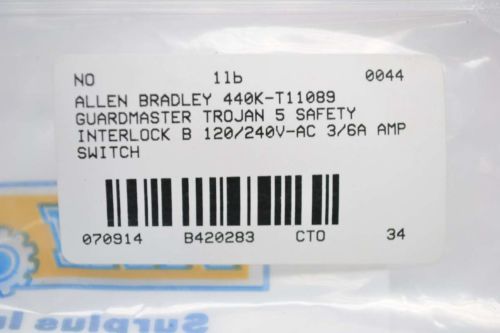 NO 11b 0044
ALLEN BRADLEY 440K-T11089
GUARDMASTER TROJAN 5 SAFETY
INTERLOCK B 120/240V-AC 3/6A AMP
SWITCH
070914 B420283 CTO 34
Surplus